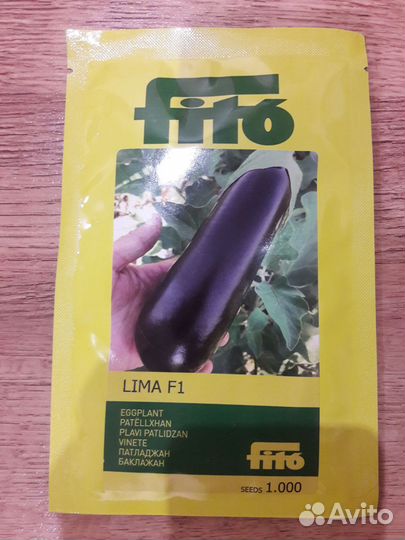 fitó
LIMA F1
EGGPLANT
PATËLLXHAN
PLAVI PATLIDZAN
VINETE
ПАТЛАДЖАН
БАКЛАЖАН
fitó
SEEDS 1.000
Avito